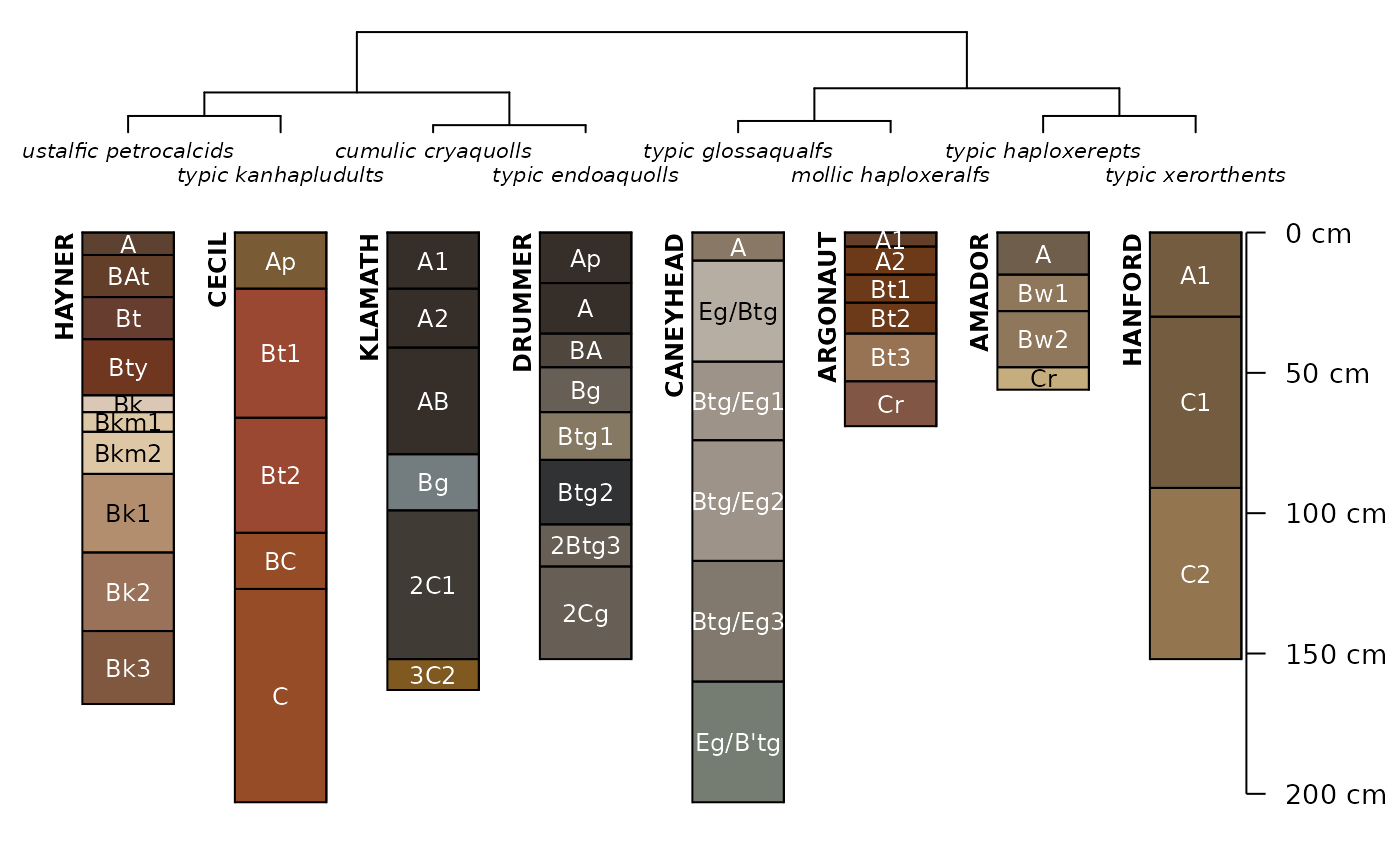 ustalfic petrocalcids
cumulic cryaquolls
typic glossaqualfs
typic haploxerepts
typic kanhapludults
typic endoaquolls
mollic haploxeralfs
typic xerorthents
HAYNER
A
BAt
Bt
Bty
Bk
Bkm1
Bkm2
Bk1
Bk2
Bk3
CECIL
Ap
Bt1
Bt2
BC
C
KLAMATH
A1
A2
AB
Bg
2C1
3C2
DRUMMER
Ap
A
BA
Bg
Btg1
Btg2
2Btg3
2Cg
CANEYHEAD
A
Eg/Btg
Btg/Eg1
Btg/Eg2
Btg/Eg3
Eg/B'tg
ARGONAUT
A1
A2
Bt1
Bt2
Bt3
Cr
AMADOR
A
Bw1
Bw2
Cr
HANFORD
A1
C1
C2
0 cm
50 cm
100 cm
150 cm
200 cm